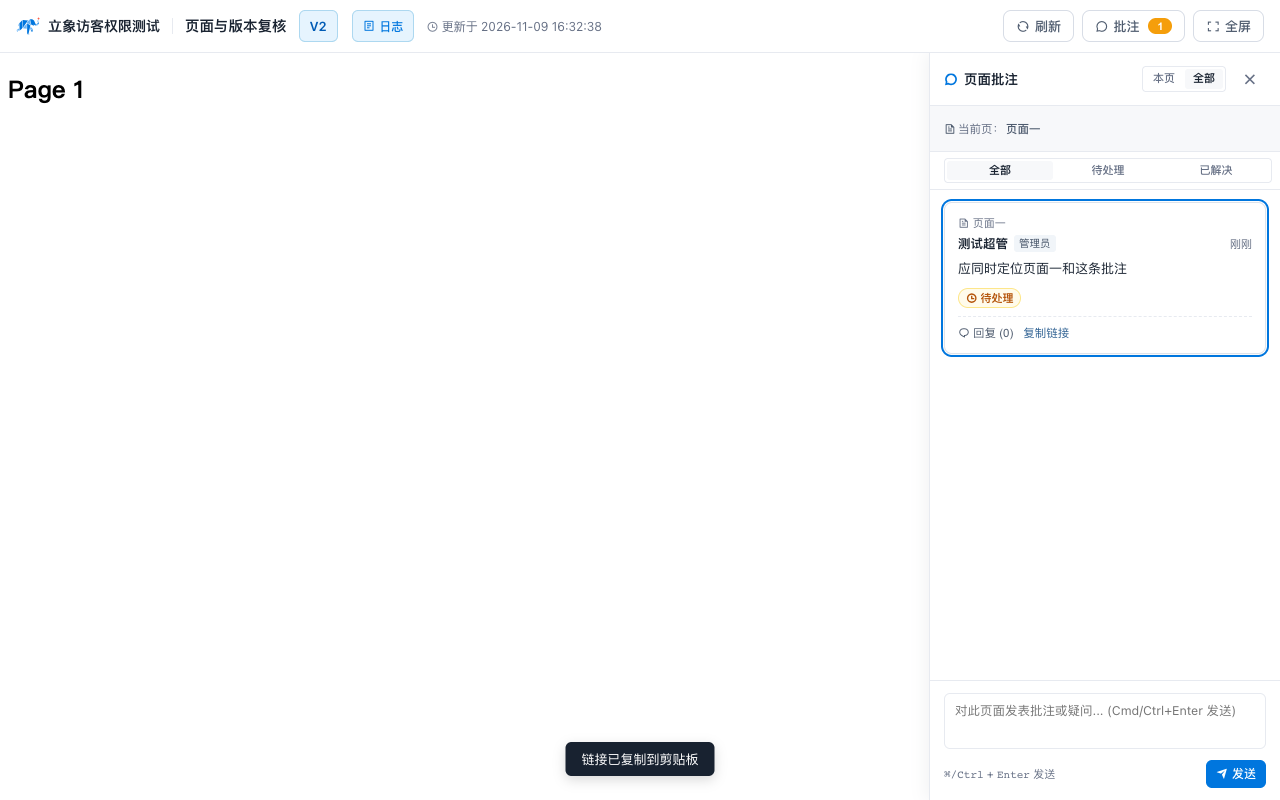 立象访客权限测试 页面与版本复核 V2 日志 更新于 2026-11-09 16:32:38 刷新 批注 1 全屏
Page 1
页面批注 本页 全部
当前页： 页面一
全部 待处理 已解决
页面一
测试超管 管理员 刚刚
应同时定位页面一和这条批注
待处理
回复 (0) 复制链接
链接已复制到剪贴板
对此页面发表批注或疑问... (Cmd/Ctrl+Enter 发送)
⌘/Ctrl + Enter 发送 发送